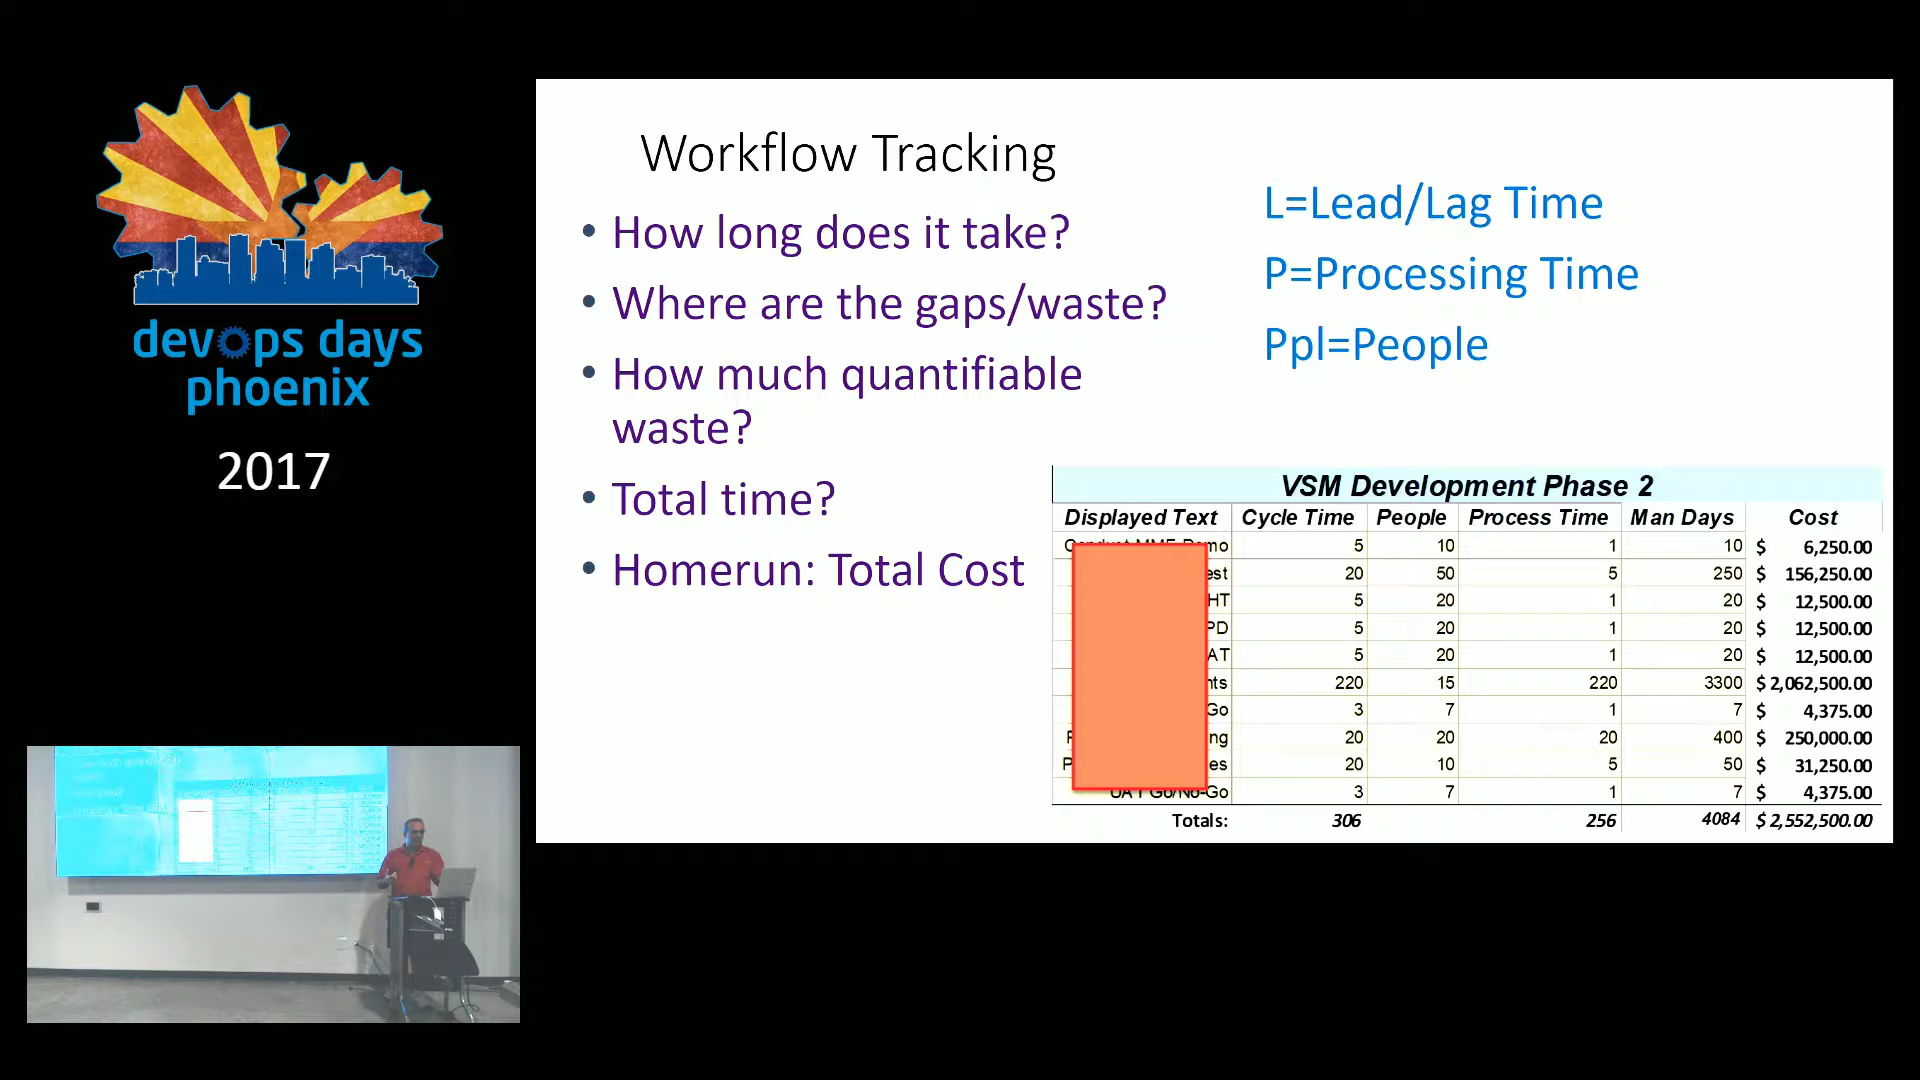 devops days
phoenix
2017
Workflow Tracking
• How long does it take?
• Where are the gaps/waste?
• How much quantifiable
waste?
• Total time?
• Homerun: Total Cost
L=Lead/Lag Time
P=Processing Time
Ppl=People
VSM Development Phase 2
Displayed Text Cycle Time People Process Time Man Days Cost
5 10 1 10 $ 6,250.00
20 50 5 250 $ 156,250.00
5 20 1 20 $ 12,500.00
5 20 1 20 $ 12,500.00
5 20 1 20 $ 12,500.00
220 15 220 3300 $ 2,062,500.00
Go 3 7 1 7 $ 4,375.00
20 20 20 400 $ 250,000.00
20 10 5 50 $ 31,250.00
UAT Go/No-Go 3 7 1 7 $ 4,375.00
Totals: 306 256 4084 $ 2,552,500.00